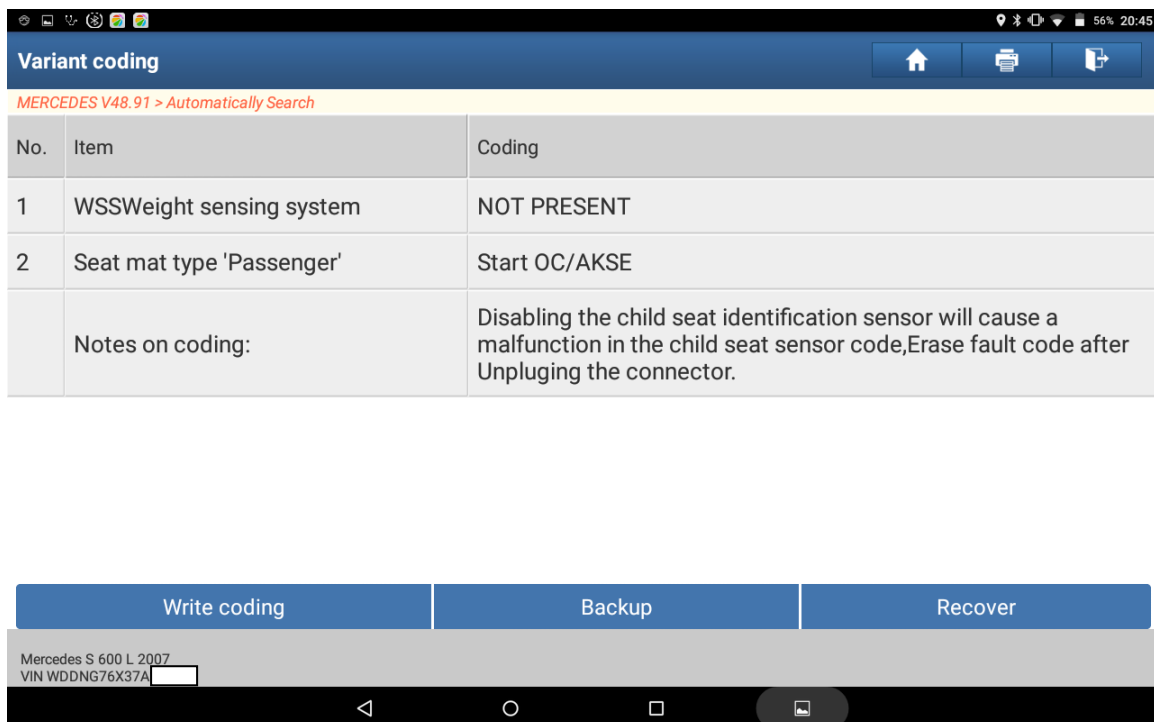 56% 20:45
Variant coding
MERCEDES V48.91 > Automatically Search
No. Item Coding
1 WSSWeight sensing system NOT PRESENT
2 Seat mat type 'Passenger' Start OC/AKSE
Notes on coding:
Disabling the child seat identification sensor will cause a
malfunction in the child seat sensor code,Erase fault code after
Unpluging the connector.
Write coding Backup Recover
Mercedes S 600 L 2007
VIN WDDNG76X37A